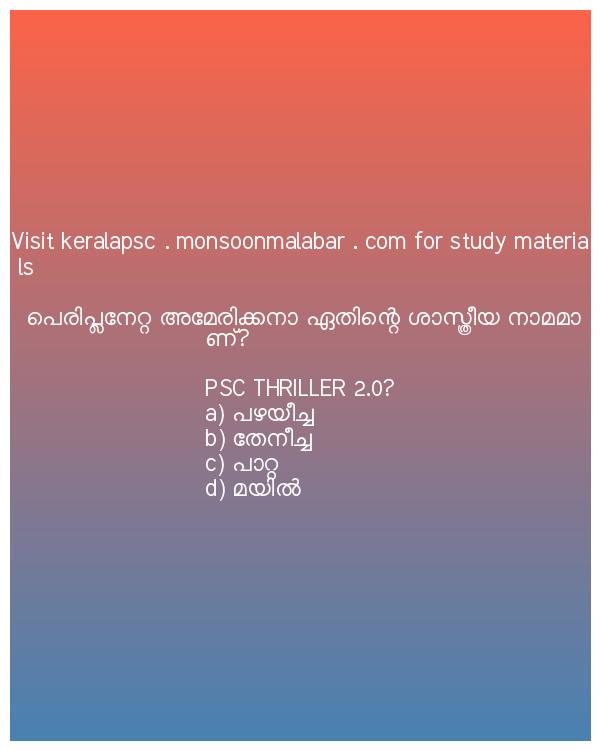 Visit keralapsc . monsoonmalabar . com for study materia
ls
പെരിപ്ലനേറ്റ അമേരിക്കനാ ഏതിന്റെ ശാസ്ത്രീയ നാമമാ
ണ്?
PSC THRILLER 2.0?
a) പഴയീച്ച
b) തേനീച്ച
c) പാറ്റ
d) മയിൽ